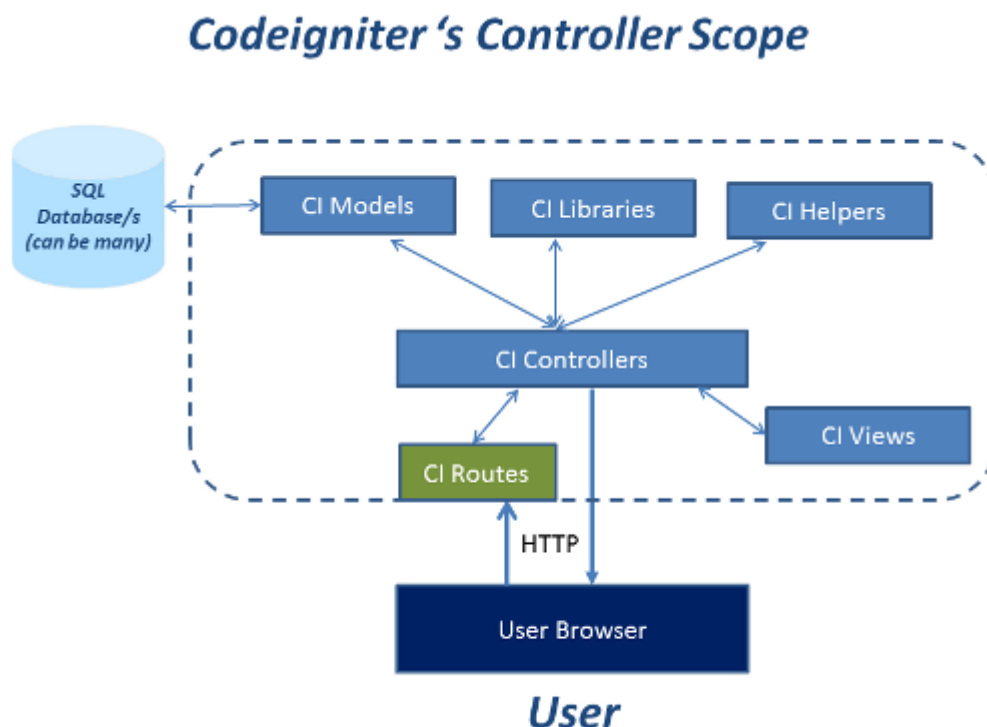 Codeigniter ‘s Controller Scope
SQL
Database/s
(can be many)
CI Models
CI Libraries
CI Helpers
CI Controllers
CI Views
CI Routes
HTTP
User Browser
User